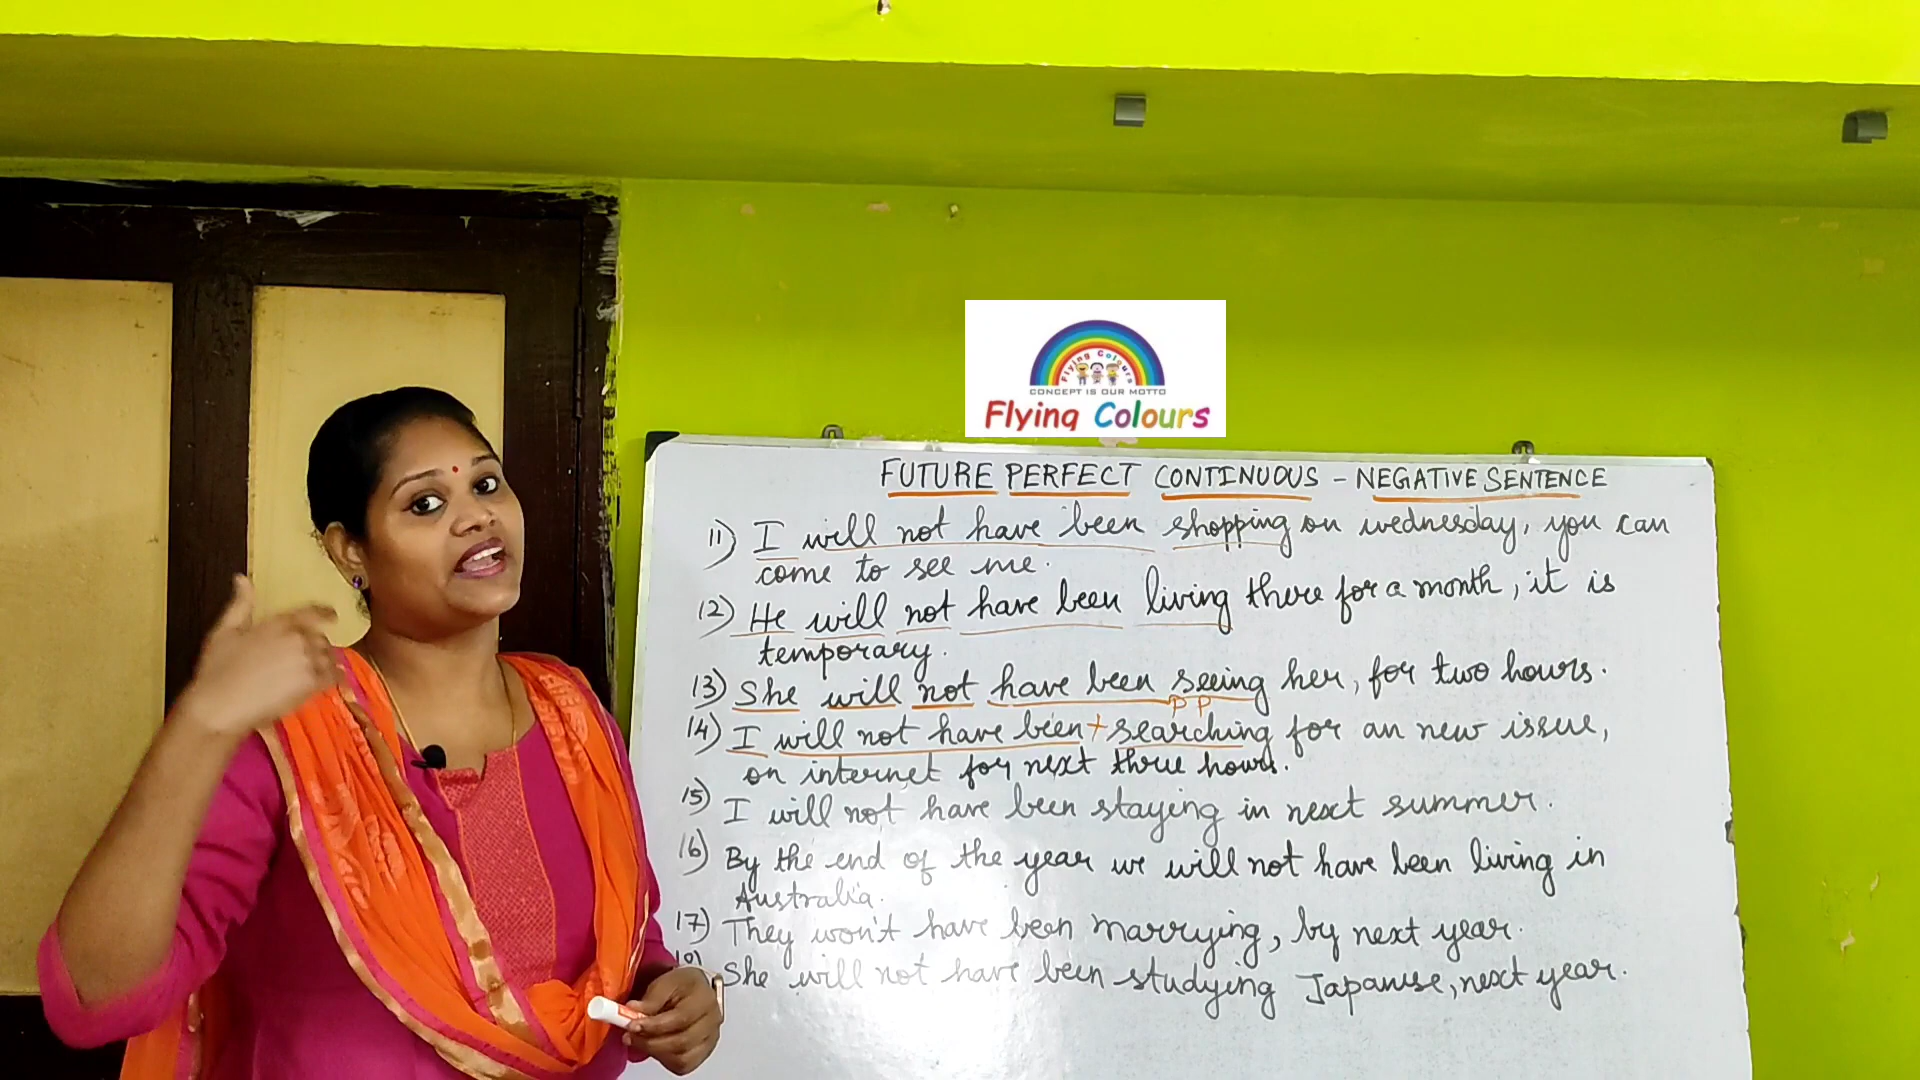 Flying Colours
CONCEPT IS OUR MOTTO
Flying Colours
FUTURE PERFECT CONTINUOUS - NEGATIVE SENTENCE
11) I will not have been shopping on wednesday, you can
come to see me.
12) He will not have been living there for a month, it is
temporary.
13) She will not have been seeing her, for two hours.
P P
14) I will not have been + searching for an new issue,
on internet for next three hours.
15) I will not have been staying in next summer.
16) By the end of the year we will not have been living in
Australia.
17) They won't have been marrying, by next year.
She will not have been studying Japanese, next year.